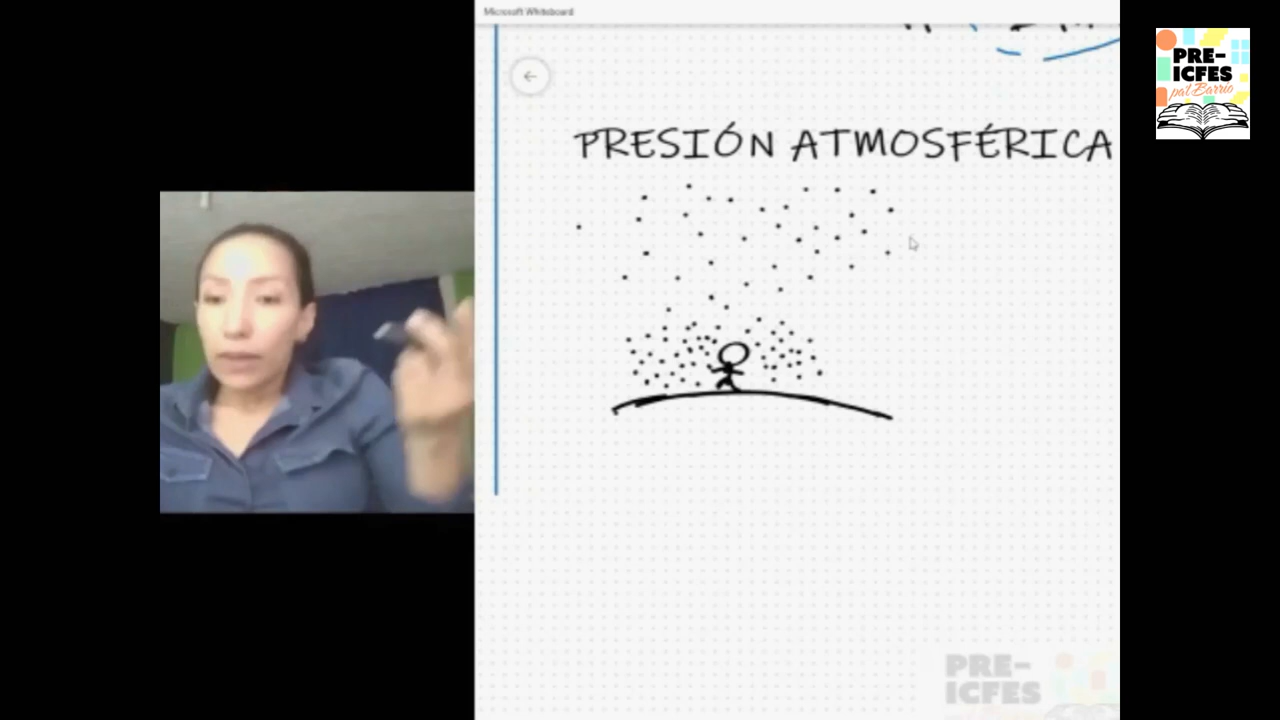 Microsoft Whiteboard
PRESIÓN ATMOSFÉRICA
PRE-
ICFES
pa'l Barrio
PRE-
ICFES